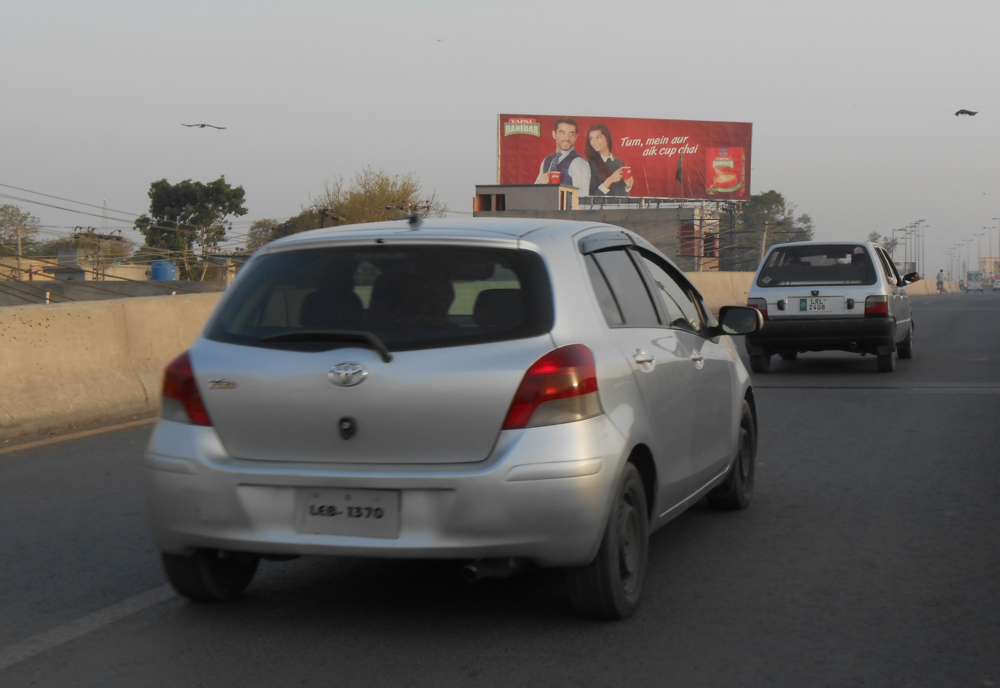 TAPAL
DANEDAR
Tum, mein aur
aik cup chai
TAPAL
DANEDAR
LRL
2408
LEB-1370